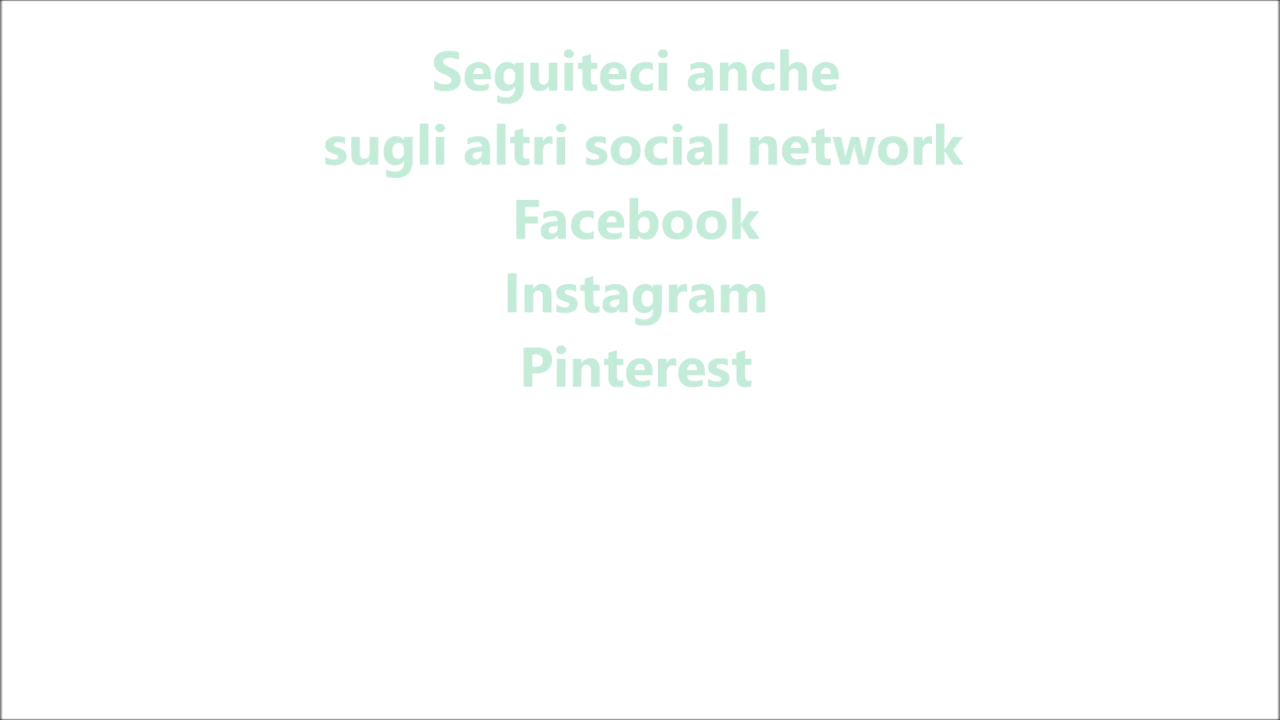 Seguiteci anche
sugli altri social network
Facebook
Instagram
Pinterest